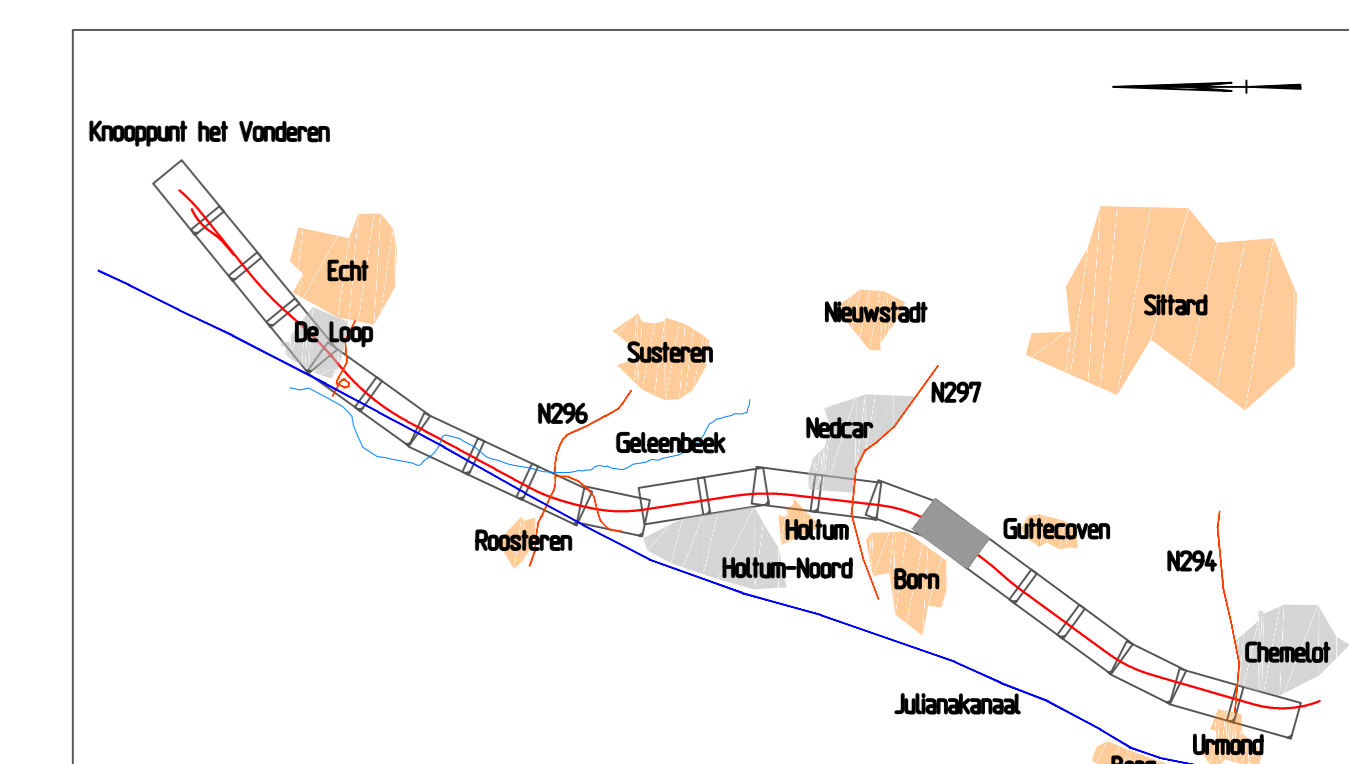 Knooppunt het Vonderen
Echt
De Loop
Nieuwstadt
Sittard
Susteren
N297
N296
Nedcar
Geleenbeek
Holtum
Guttecoven
Roosteren
N294
Holtum-Noord
Born
Chemelot
Julianakanaal
Urmond